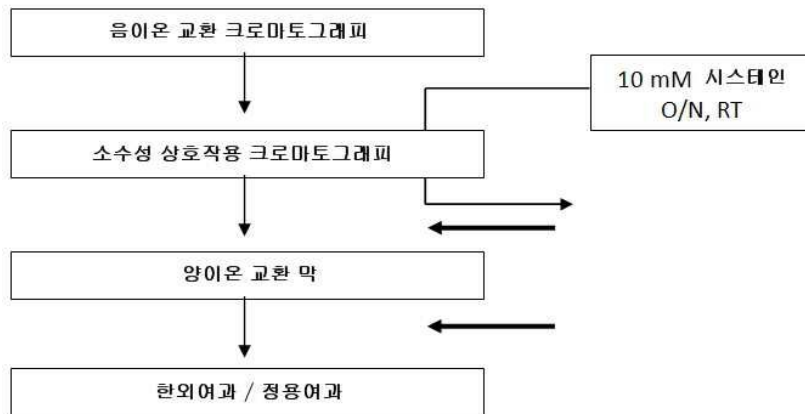 음이온 교환 크로마토그래피
10 mM 시스테인
O/N, RT
소수성 상호작용 크로마토그래피
양이온 교환 막
한외여과 / 정용여과